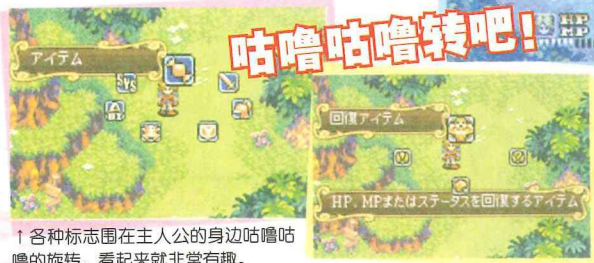 咕噜咕噜转吧!
HP
MP
アイテム
SYS
ABI
回復アイテム
HP、MPまたはステータスを回復するアイテム
↑各种标志围在主人公的身边咕噜咕
噜的旋转，看起来就非常有趣。